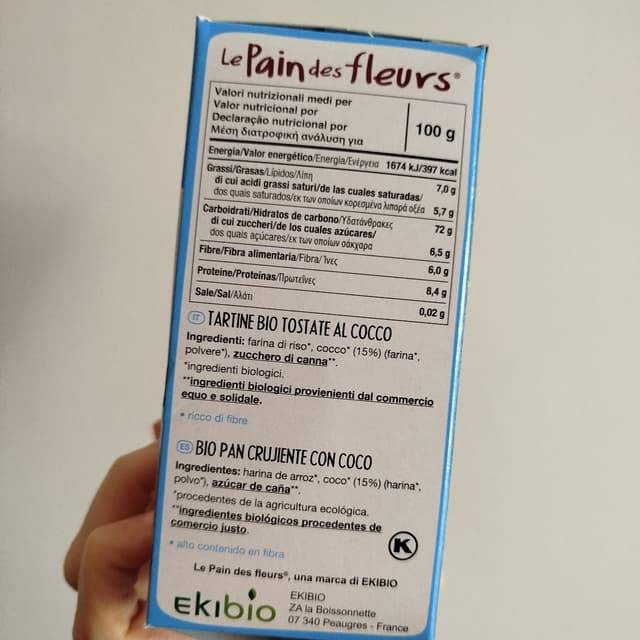 Le Pain des fleurs®
Valori nutrizionali medi per
Valor nutricional por
Declaração nutricional por
Μέση διατροφική ανάλυση για
100 g
Energia/Valor energético/Energia/Ενέργεια 1674 kJ/397 kcal
Grassi/Grasas/Lípidos/Λίπη 7,0 g
di cui acidi grassi saturi/de las cuales saturadas/
dos quais saturados/εκ των οποίων κορεσμένα λιπαρά οξέα 5,7 g
Carboidrati/Hidratos de carbono/Υδατάνθρακες 72 g
di cui zuccheri/de los cuales azúcares/
dos quais açúcares/εκ των οποίων σάκχαρα 6,5 g
Fibre/Fibra alimentaria/Fibra/Ίνες 6,0 g
Proteine/Proteínas/Πρωτεΐνες 8,4 g
Sale/Sal/Αλάτι 0,02 g
IT TARTINE BIO TOSTATE AL COCCO
Ingredienti: farina di riso*, cocco* (15%) (farina*,
polvere*), zucchero di canna**.
*ingredienti biologici.
**ingredienti biologici provienienti dal commercio
equo e solidale.
• ricco di fibre
ES BIO PAN CRUJIENTE CON COCO
Ingredientes: harina de arroz*, coco* (15%) (harina*,
polvo*), azúcar de caña**.
*procedentes de la agricultura ecológica.
**ingredientes biológicos procedentes de
comercio justo.
K
• alto contenido en fibra
Le Pain des fleurs®, una marca di EKIBIO
EKIbio
EKIBIO
ZA la Boissonnette
07 340 Peaugres - France